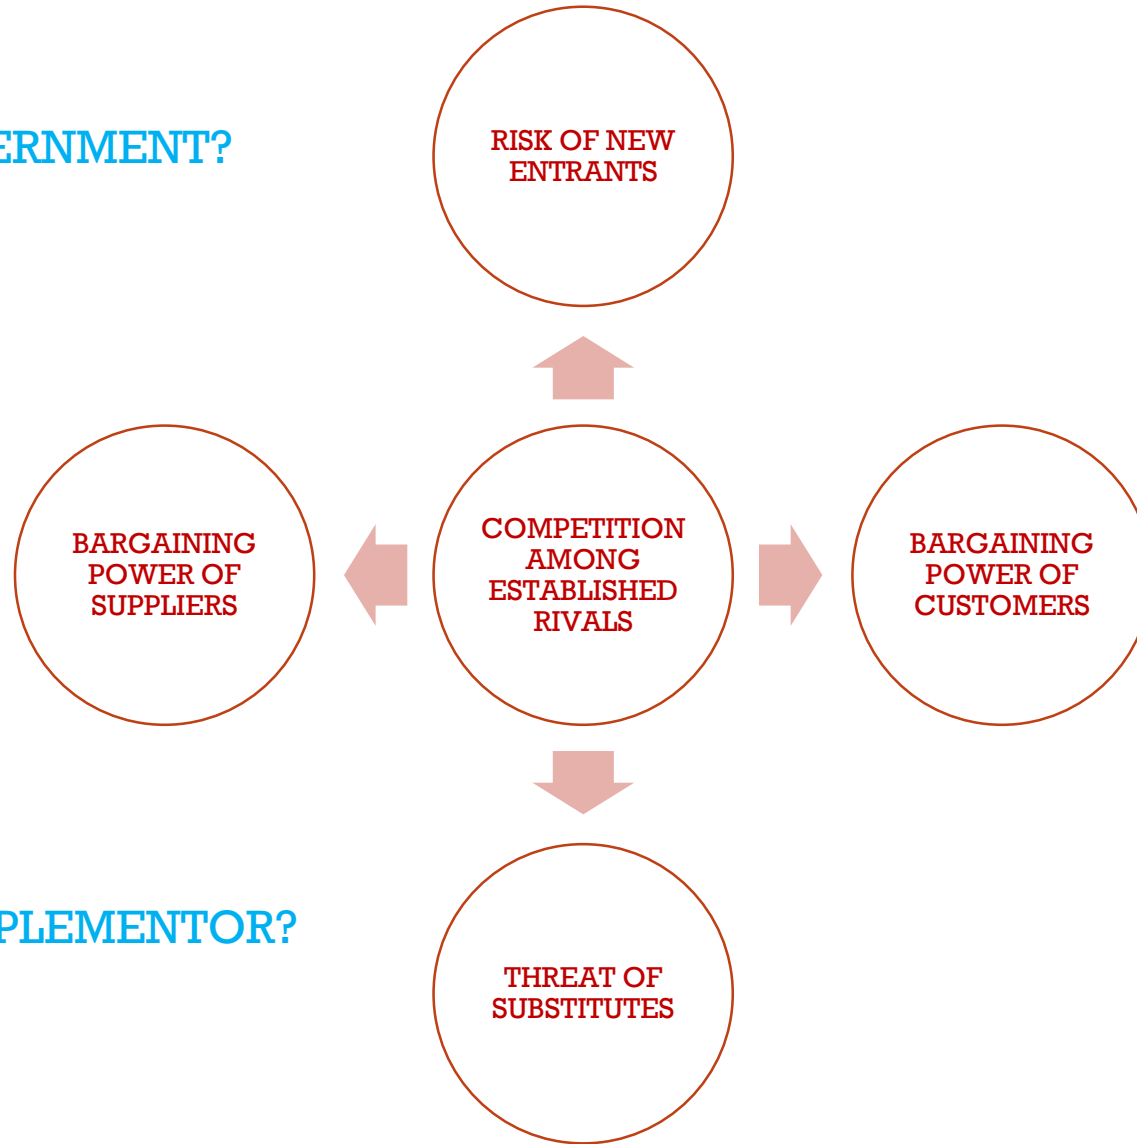 ERNMENT?
RISK OF NEW
ENTRANTS
BARGAINING
POWER OF
SUPPLIERS
COMPETITION
AMONG
ESTABLISHED
RIVALS
BARGAINING
POWER OF
CUSTOMERS
PLEMENTOR?
THREAT OF
SUBSTITUTES